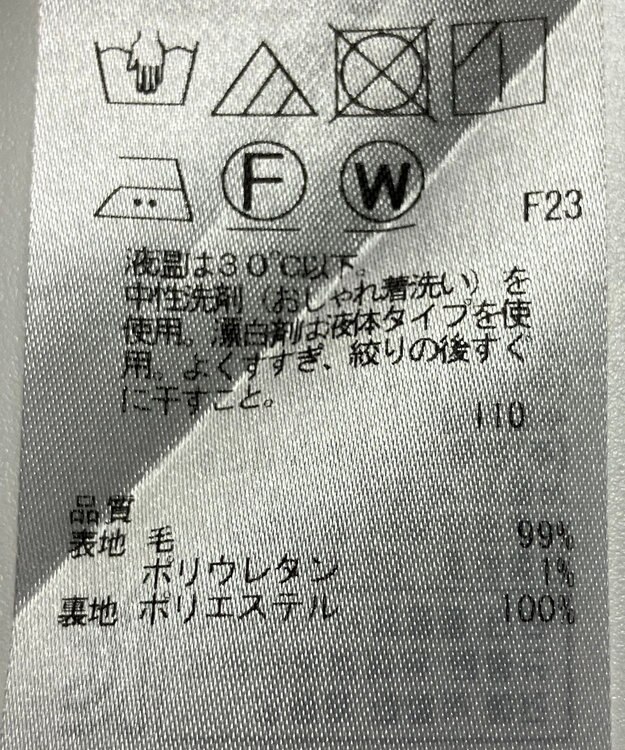 F W
F23
液温は30℃以下。
中性洗剤（おしゃれ着洗い）を
使用。漂白剤は液体タイプを使
用。よくすすぎ、絞りの後すぐ
に干すこと。
110
品質
表地 毛 99%
ポリウレタン 1%
裏地 ポリエステル 100%